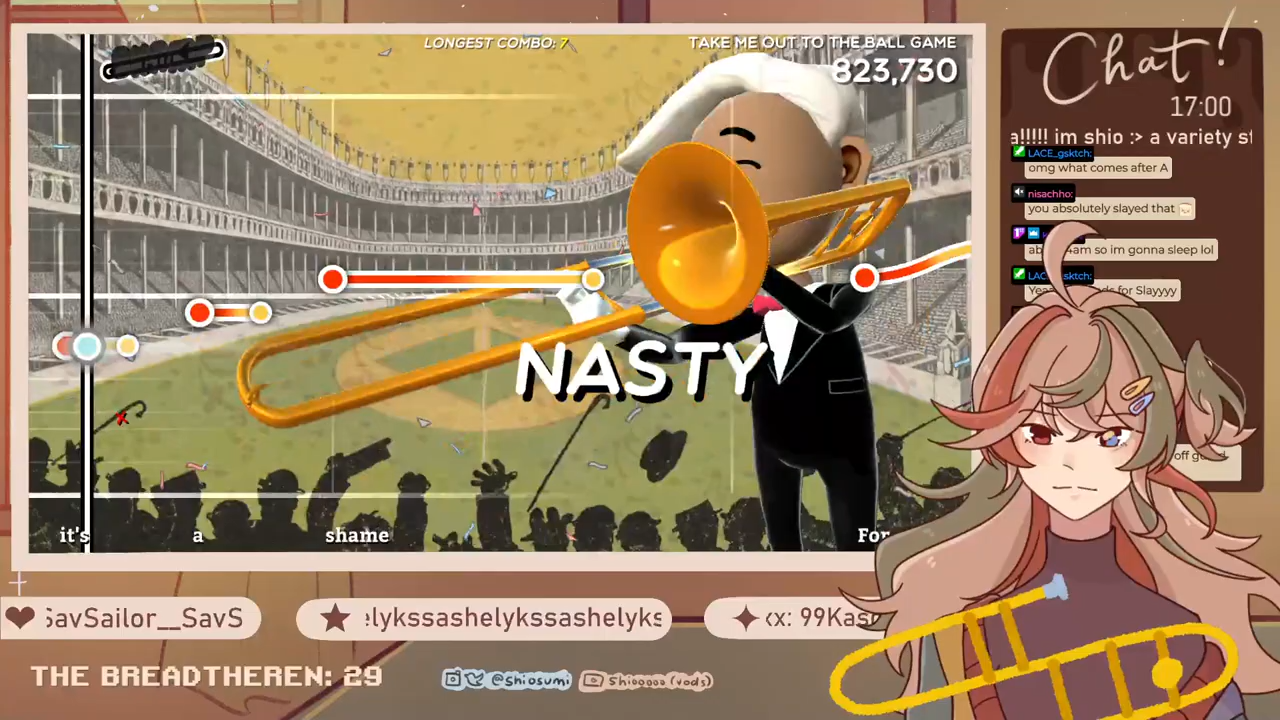 LONGEST COMBO: 7
TAKE ME OUT TO THE BALL GAME
823,730
NASTY
it's a shame For
Chat!
17:00
a!!!!! im shio :> a variety st
LACE_gsktch:
omg what comes after A
nisachho:
you absolutely slayed that
4am so im gonna sleep lol
for Slayyyy
SavSailor__SavS
elykssashelykssashelyks
x: 99Kas
THE BREADTHEREN: 29
@shiosumi
Shiooooo (vods)